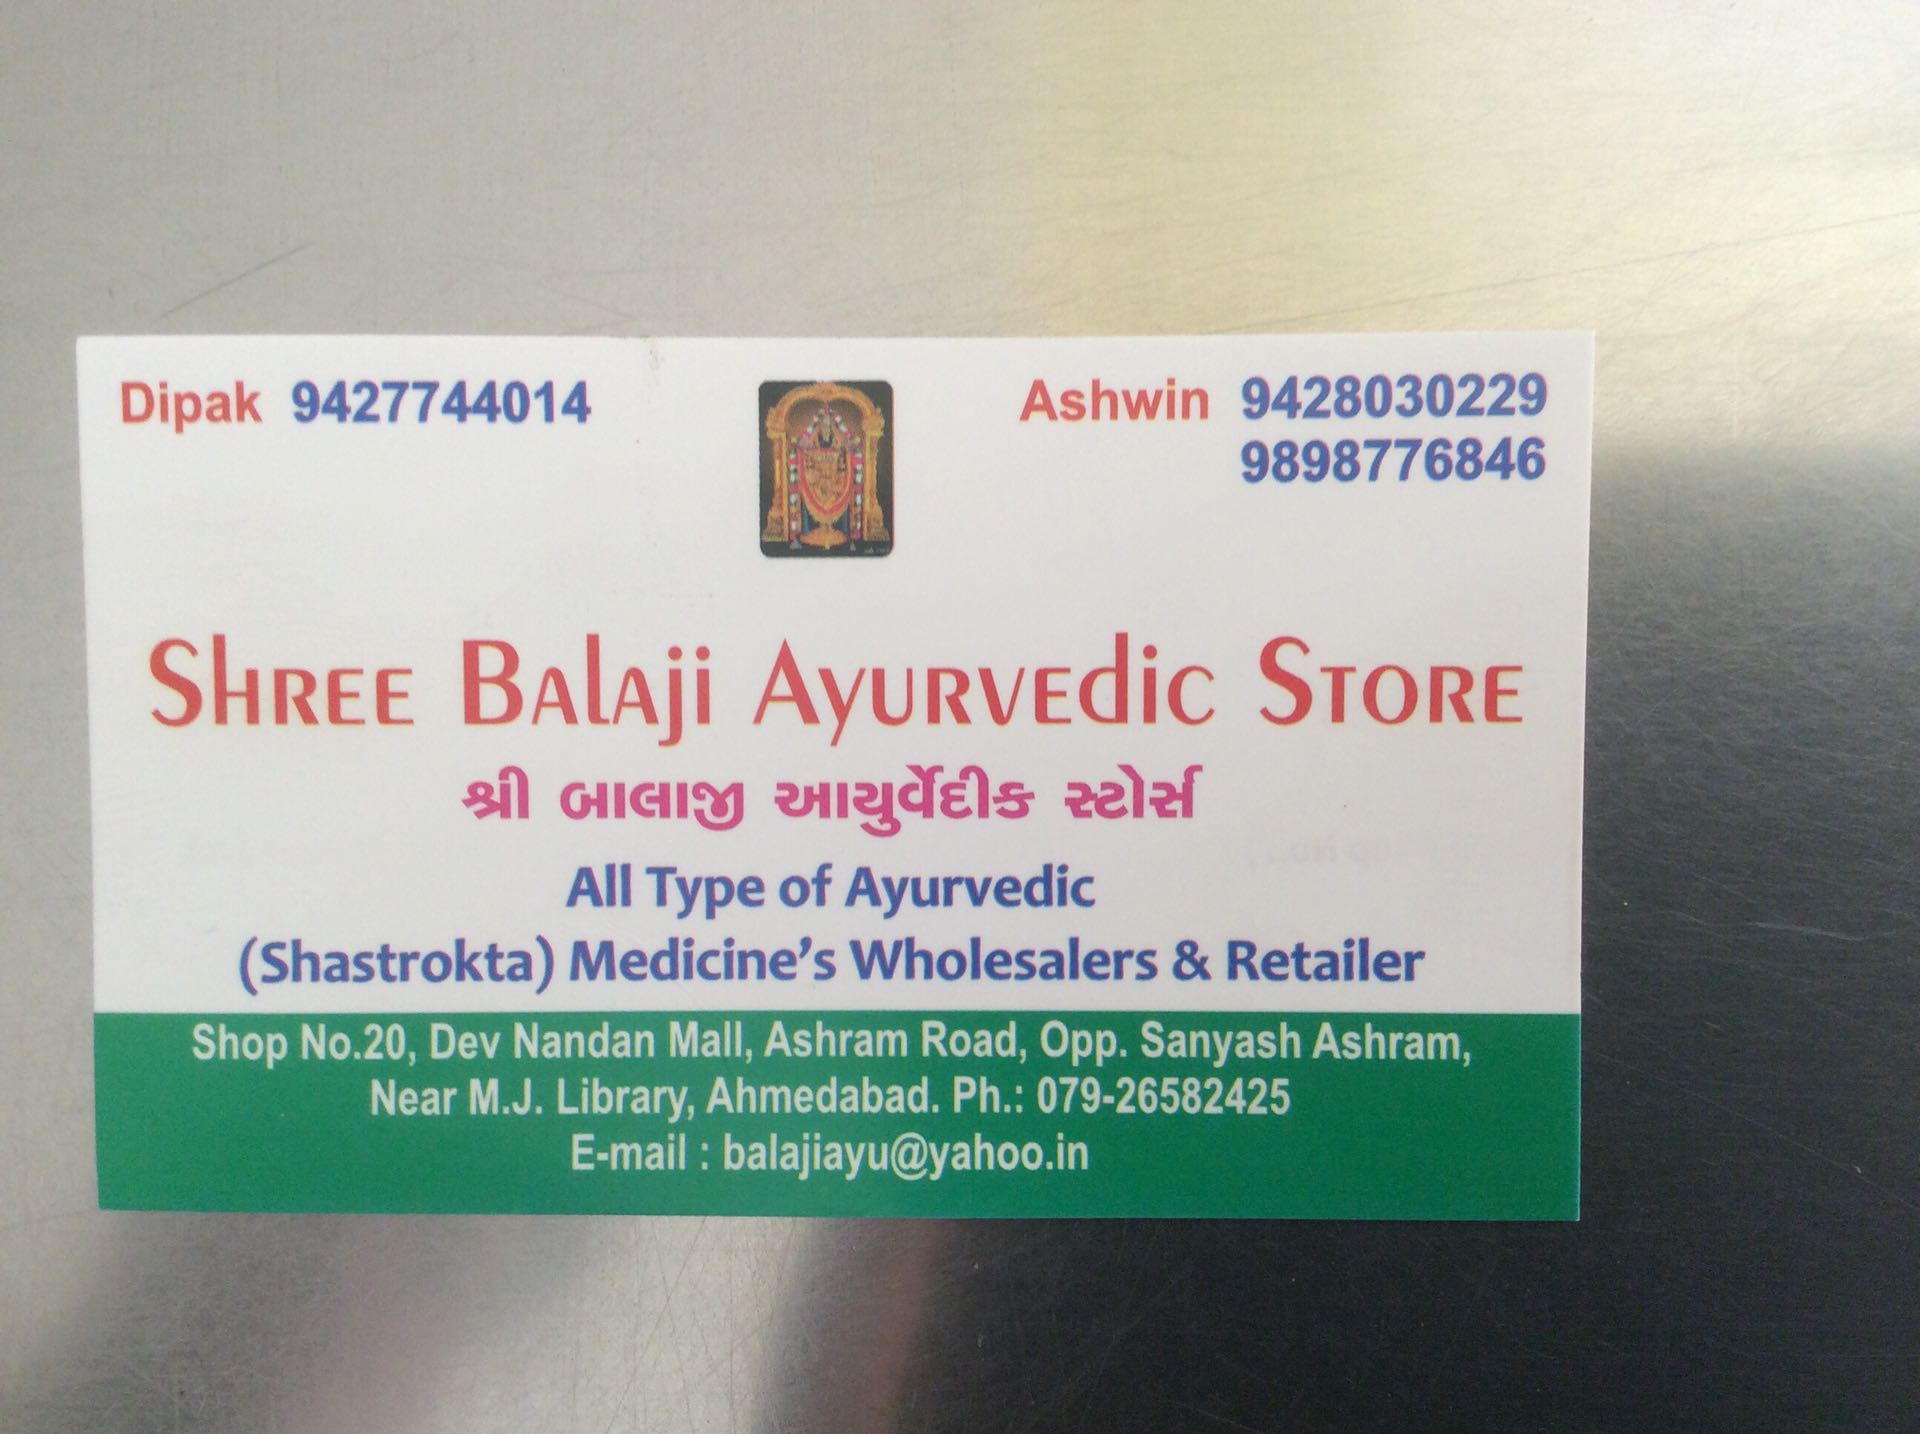 Dipak 9427744014
Ashwin 9428030229
9898776846
Shree Balaji Ayurvedic Store
શ્રી બાલાજી આયુર્વેદીક સ્ટોર્સ
All Type of Ayurvedic
(Shastrokta) Medicine's Wholesalers & Retailer
Shop No.20, Dev Nandan Mall, Ashram Road, Opp. Sanyash Ashram,
Near M.J. Library, Ahmedabad. Ph.: 079-26582425
E-mail : balajiayu@yahoo.in